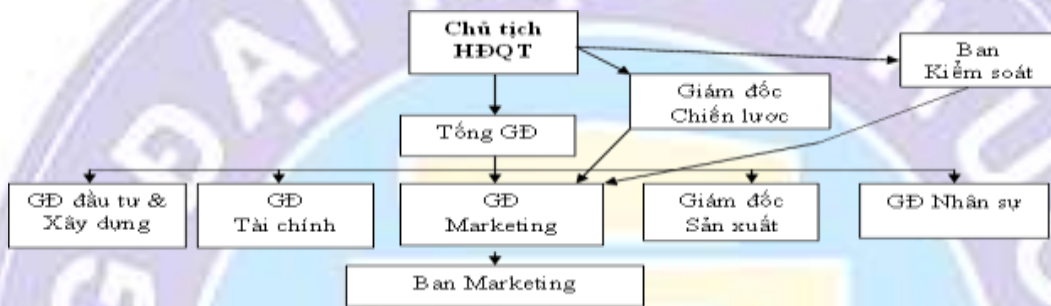 Chủ tịch
HĐQT
Ban
Kiểm soát
Giám đốc
Chiến lược
Tổng GĐ
GĐ đầu tư &
Xây dựng
GĐ
Tài chính
GĐ
Marketing
Giám đốc
Sản xuất
GĐ Nhân sự
Ban Marketing